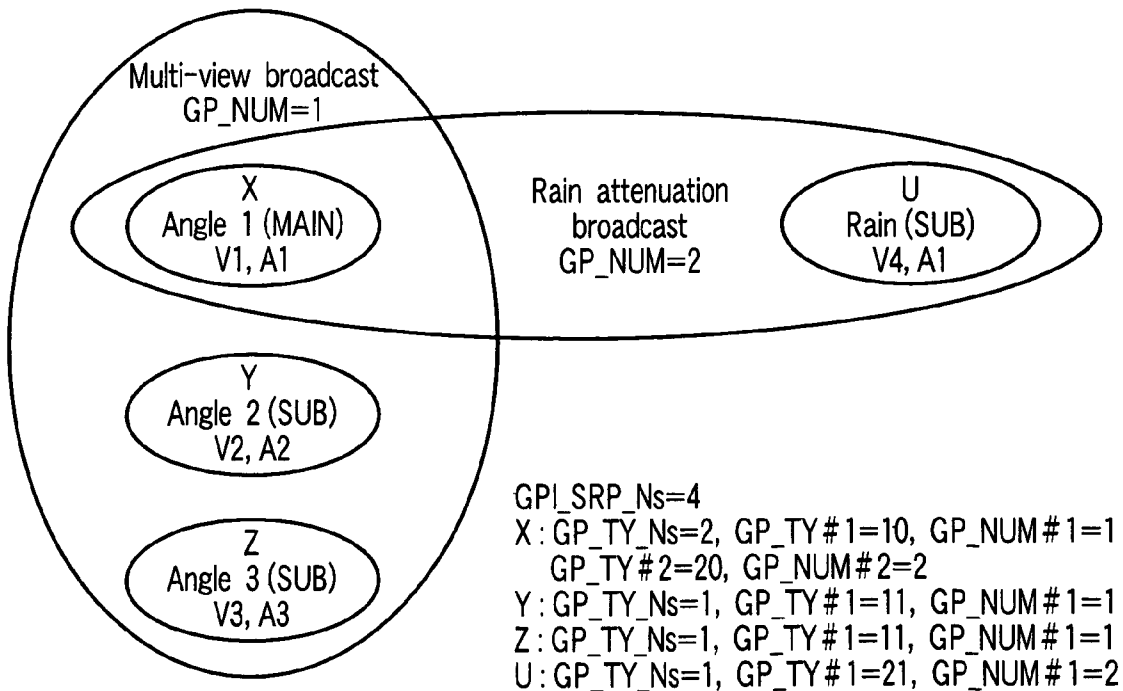 Multi-view broadcast
GP_NUM=1
X
Angle 1 (MAIN)
V1, A1
Rain attenuation
broadcast
GP_NUM=2
U
Rain (SUB)
V4, A1
Y
Angle 2 (SUB)
V2, A2
Z
Angle 3 (SUB)
V3, A3
GPI_SRP_Ns=4
X : GP_TY_Ns=2, GP_TY#1=10, GP_NUM#1=1
GP_TY#2=20, GP_NUM#2=2
Y : GP_TY_Ns=1, GP_TY#1=11, GP_NUM#1=1
Z : GP_TY_Ns=1, GP_TY#1=11, GP_NUM#1=1
U : GP_TY_Ns=1, GP_TY#1=21, GP_NUM#1=2